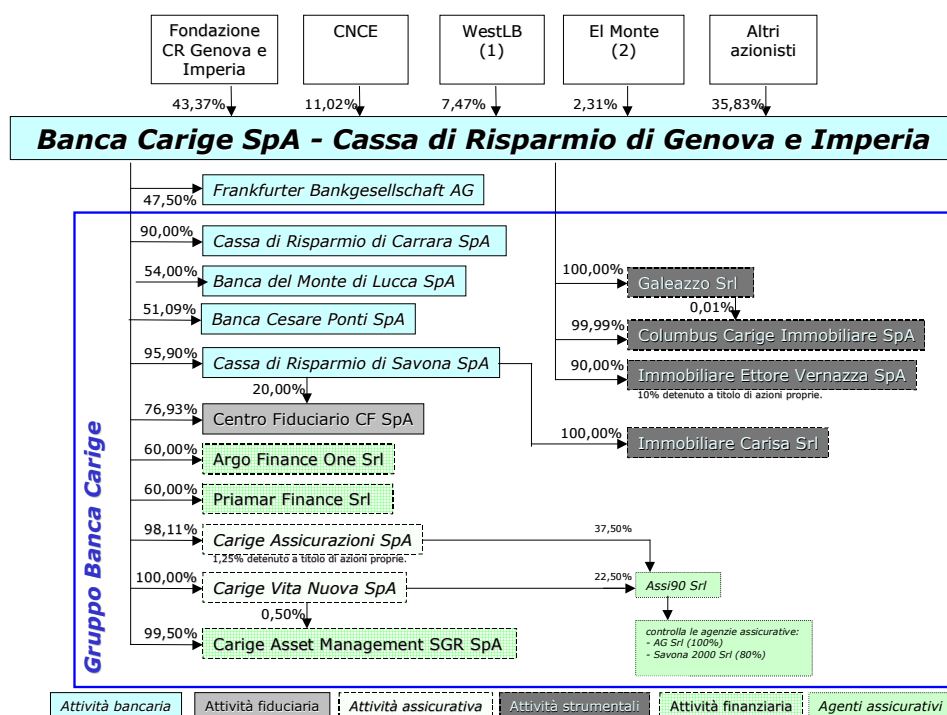 Fondazione
CR Genova e
Imperia
CNCE
WestLB
(1)
El Monte
(2)
Altri
azionisti
43,37%
11,02%
7,47%
2,31%
35,83%
Banca Carige SpA - Cassa di Risparmio di Genova e Imperia
Frankfurter Bankgesellschaft AG
47,50%
90,00%
Cassa di Risparmio di Carrara SpA
54,00%
Banca del Monte di Lucca SpA
51,09%
Banca Cesare Ponti SpA
95,90%
Cassa di Risparmio di Savona SpA
20,00%
76,93%
Centro Fiduciario CF SpA
60,00%
Argo Finance One Srl
60,00%
Priamar Finance Srl
98,11%
Carige Assicurazioni SpA
1,25% detenuto a titolo di azioni proprie.
100,00%
Carige Vita Nuova SpA
0,50%
99,50%
Carige Asset Management SGR SpA
100,00%
Galeazzo Srl
0,01%
99,99%
Columbus Carige Immobiliare SpA
90,00%
Immobiliare Ettore Vernazza SpA
10% detenuto a titolo di azioni proprie.
100,00%
Immobiliare Carisa Srl
37,50%
22,50%
Assi90 Srl
controlla le agenzie assicurative:
- AG Srl (100%)
- Savona 2000 Srl (80%)
Gruppo Banca Carige
Attività bancaria
Attività fiduciaria
Attività assicurativa
Attività strumentali
Attività finanziaria
Agenti assicurativi